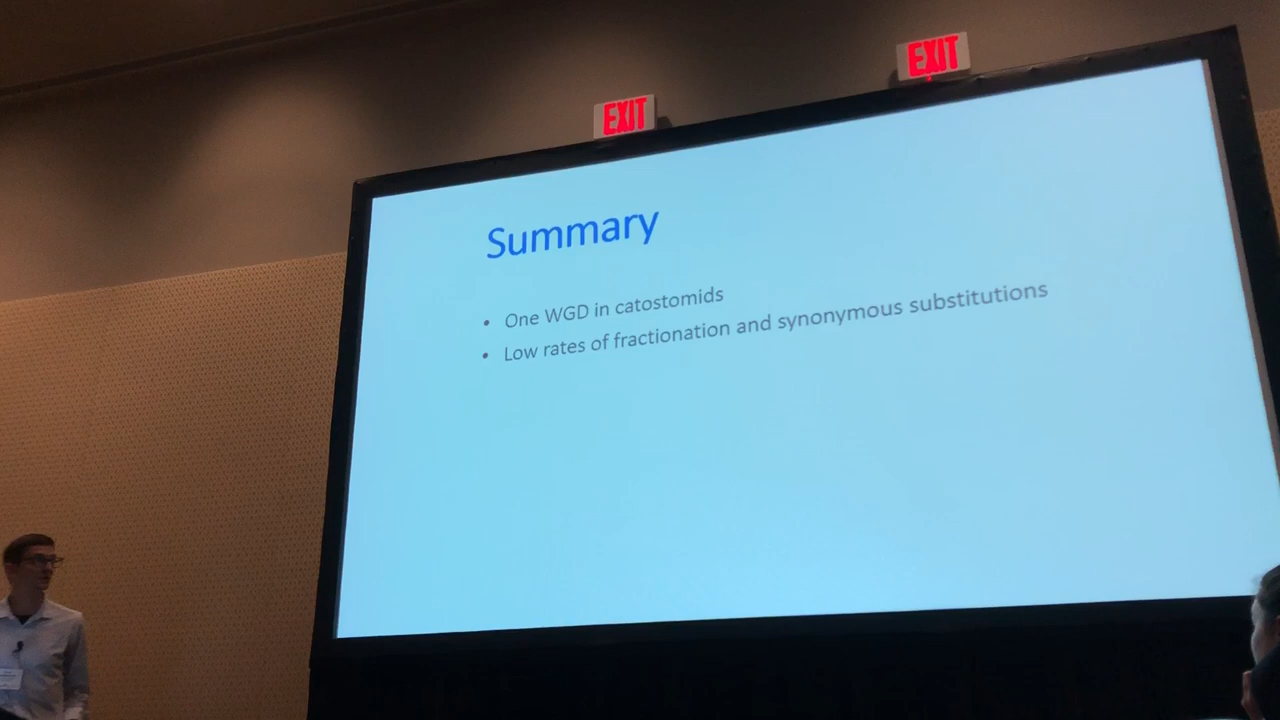 EXIT
EXIT
Summary
• One WGD in catostomids
• Low rates of fractionation and synonymous substitutions